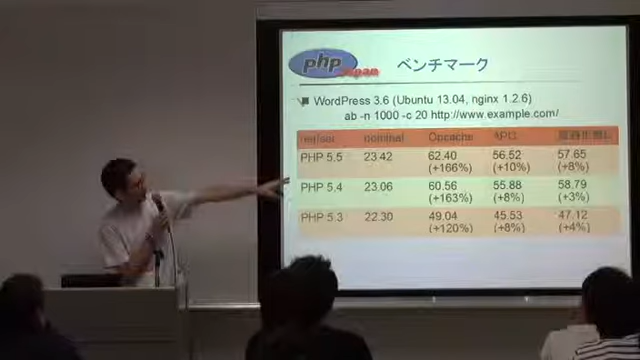 php
Japan
ベンチマーク
WordPress 3.6 (Ubuntu 13.04, nginx 1.2.6)
ab -n 1000 -c 20 http://www.example.com/
req/sec nominal Opcache APC
PHP 5.5 23.42 62.40 (+166%) 56.52 (+10%) 57.65 (+8%)
PHP 5.4 23.06 60.56 (+163%) 55.88 (+8%) 58.79 (+3%)
PHP 5.3 22.30 49.04 (+120%) 45.53 (+8%) 47.12 (+4%)